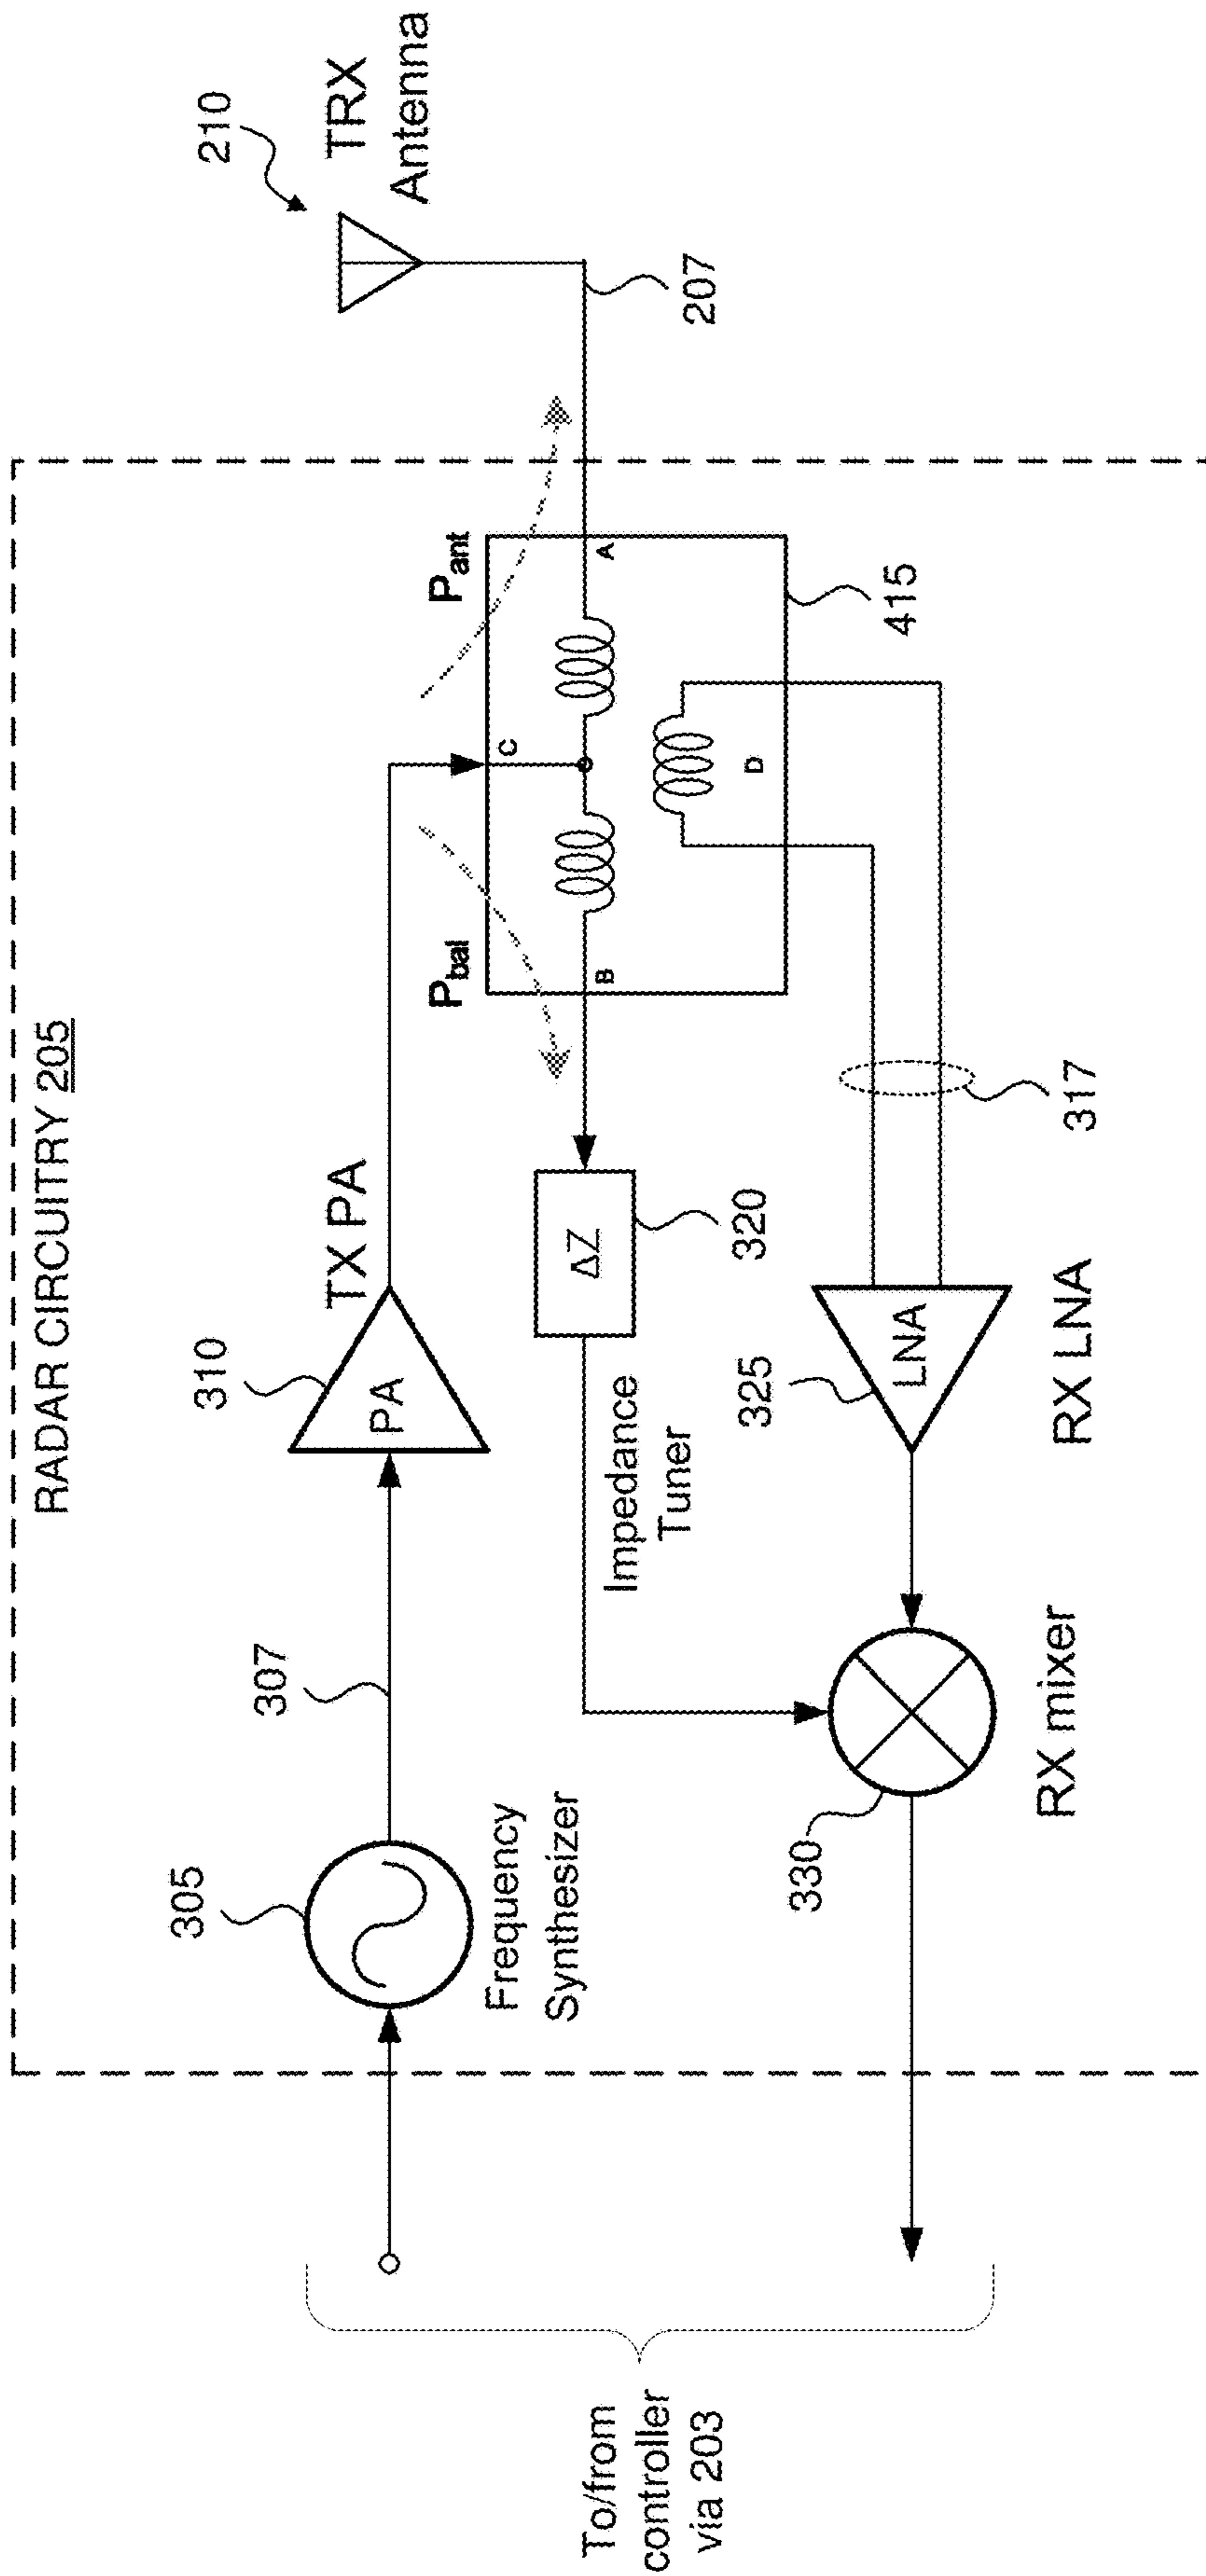 RADAR CIRCUITRY 205
210
TRX
Antenna
207
305
Frequency
Synthesizer
307
310
PA
TX PA
Pbal
Pant
C
B
A
D
415
ΔZ
320
Impedance
Tuner
317
325
LNA
RX LNA
330
RX mixer
To/from
controller
via 203